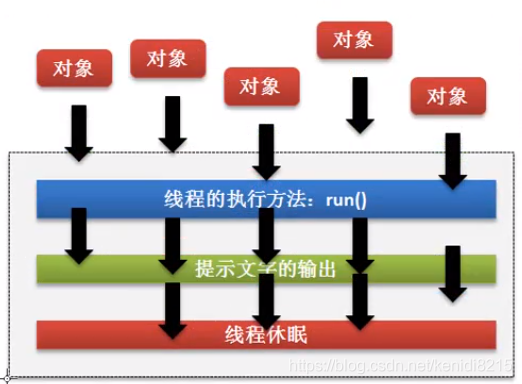 对象
对象
对象
对象
对象
线程的执行方法：run()
提示文字的输出
线程休眠
https://blog.csdn.net/kenidi8215